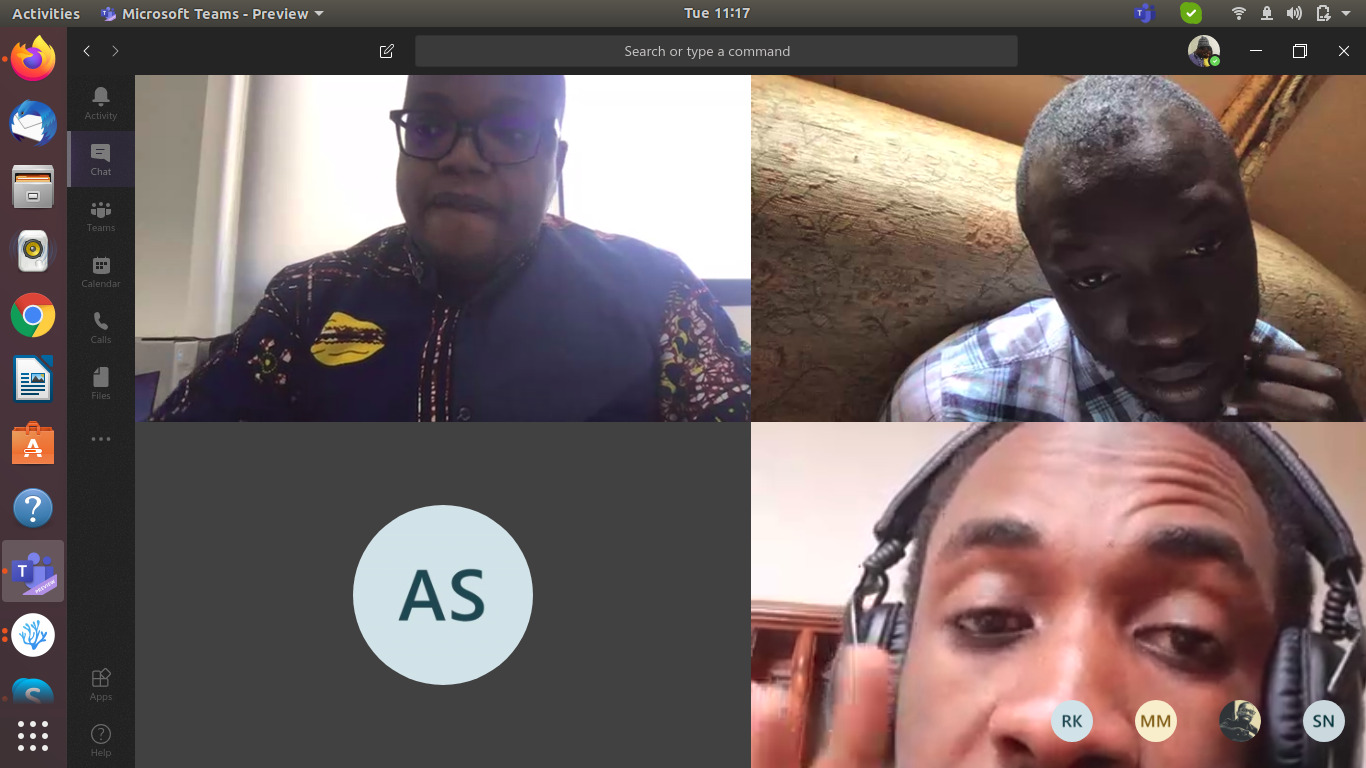 Activities
Microsoft Teams - Preview
Tue 11:17
Search or type a command
Activity
Chat
Teams
Calendar
Calls
Files
Apps
Help
T
PREVIEW
AS
RK
MM
SN